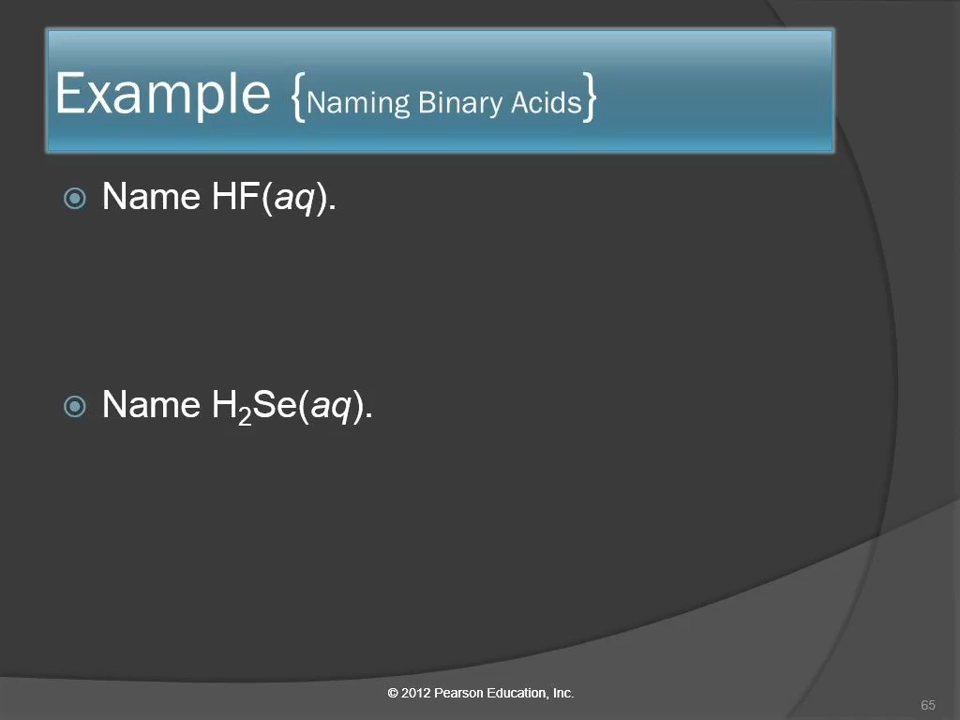 Example {Naming Binary Acids}
Name HF(aq).
Name H₂Se(aq).
© 2012 Pearson Education, Inc.
65